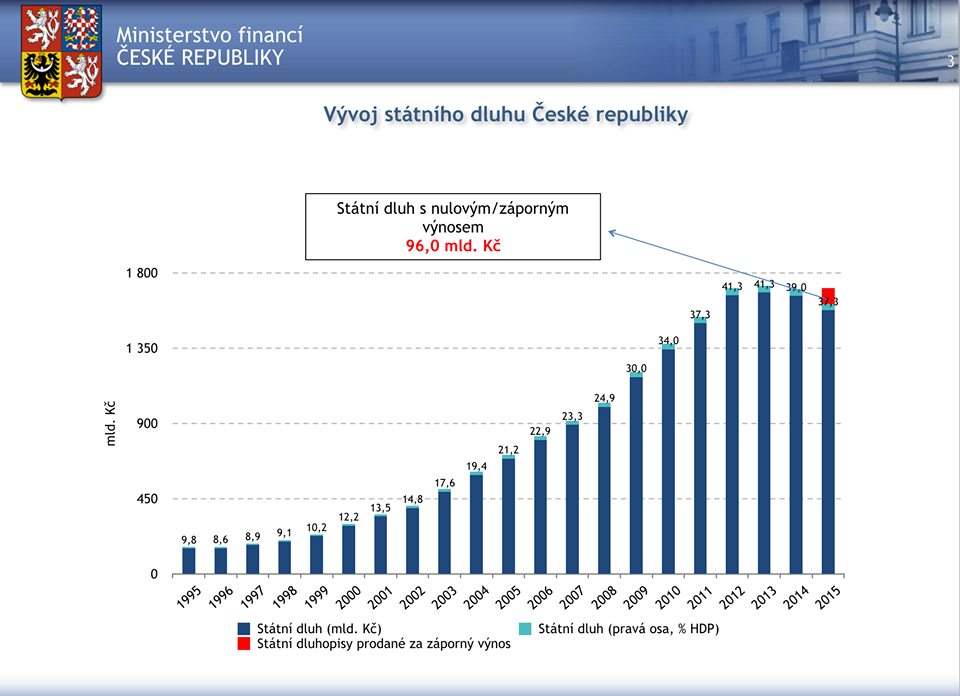 Ministerstvo financí
ČESKÉ REPUBLIKY
3
Vývoj státního dluhu České republiky
Státní dluh s nulovým/záporným
výnosem
96,0 mld. Kč
1 800
1 350
900
450
0
mld. Kč
9,8
8,6
8,9
9,1
10,2
12,2
13,5
14,8
17,6
19,4
21,2
22,9
23,3
24,9
30,0
34,0
37,3
41,3
41,3
39,0
37,3
1995 1996 1997 1998 1999 2000 2001 2002 2003 2004 2005 2006 2007 2008 2009 2010 2011 2012 2013 2014 2015
Státní dluh (mld. Kč)
Státní dluh (pravá osa, % HDP)
Státní dluhopisy prodané za záporný výnos